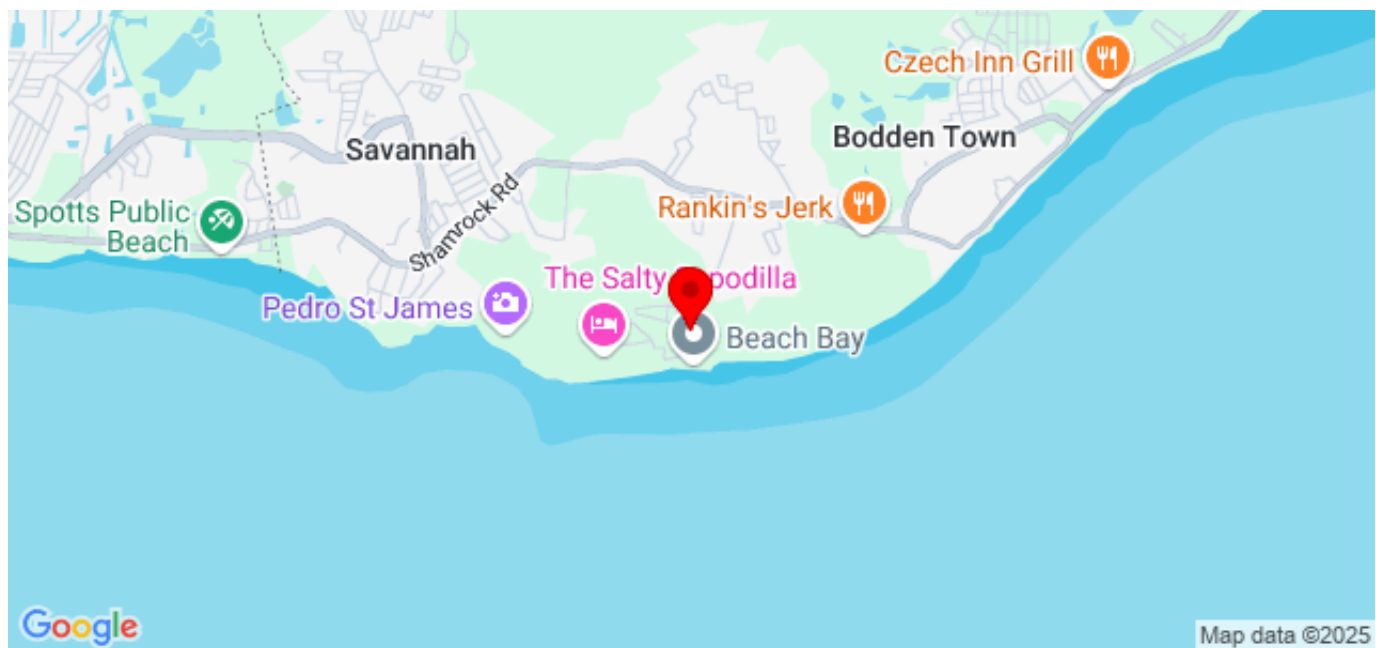 Czech Inn Grill
Bodden Town
Savannah
Rankin's Jerk
Spotts Public
Beach
Shamrock Rd
The Salty
Pedro St James
Beach Bay
Google
Map data ©2025